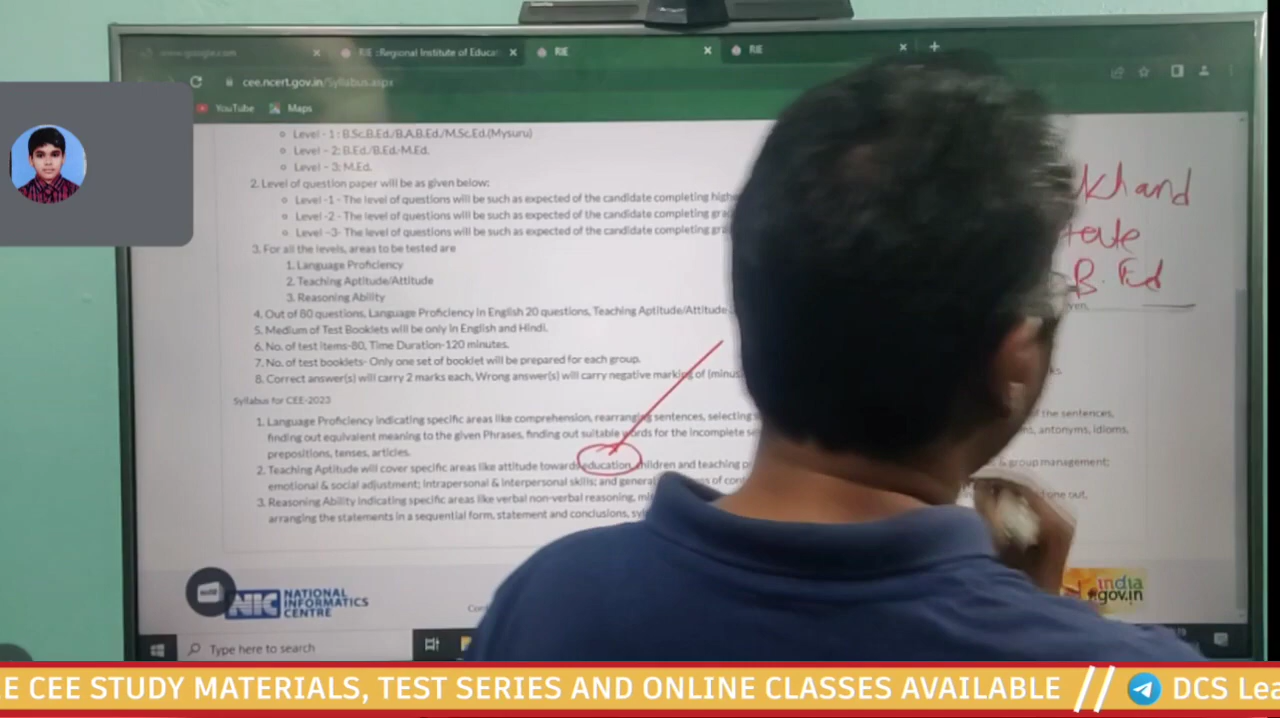 www.google.com
RIE :Regional Institute of Educat
RIE
RIE
cee.ncert.gov.in/Syllabus.aspx
YouTube
Maps
Level - 1 : B.Sc.B.Ed./B.A.B.Ed./M.Sc.Ed.(Mysuru)
Level - 2: B.Ed./B.Ed.-M.Ed.
Level - 3: M.Ed.
2. Level of question paper will be as given below:
Level -1 - The level of questions will be such as expected of the candidate completing high
Level -2 - The level of questions will be such as expected of the candidate completing gra
Level -3- The level of questions will be such as expected of the candidate completing gra
3. For all the levels, areas to be tested are
1. Language Proficiency
2. Teaching Aptitude/Attitude
3. Reasoning Ability
4. Out of 80 questions, Language Proficiency in English 20 questions, Teaching Aptitude/Attitude
5. Medium of Test Booklets will be only in English and Hindi.
6. No. of test items-80, Time Duration-120 minutes.
7. No. of test booklets- Only one set of booklet will be prepared for each group.
8. Correct answer(s) will carry 2 marks each, Wrong answer(s) will carry negative marking of (minus
Syllabus for CEE-2023
1. Language Proficiency indicating specific areas like comprehension, rearranging sentences, selecting of the sentences,
finding out equivalent meaning to the given Phrases, finding out suitable words for the incomplete antonyms, idioms,
prepositions, tenses, articles.
2. Teaching Aptitude will cover specific areas like attitude towards education, children and teaching & group management;
emotional & social adjustment; intrapersonal & interpersonal skills; and general of
3. Reasoning Ability indicating specific areas like verbal non-verbal reasoning, one out,
arranging the statements in a sequential form, statement and conclusions,
khand
tate
B. Ed
NIC NATIONAL
INFORMATICS
CENTRE
Con
india
gov.in
Type here to search
E CEE STUDY MATERIALS, TEST SERIES AND ONLINE CLASSES AVAILABLE // DCS Lea